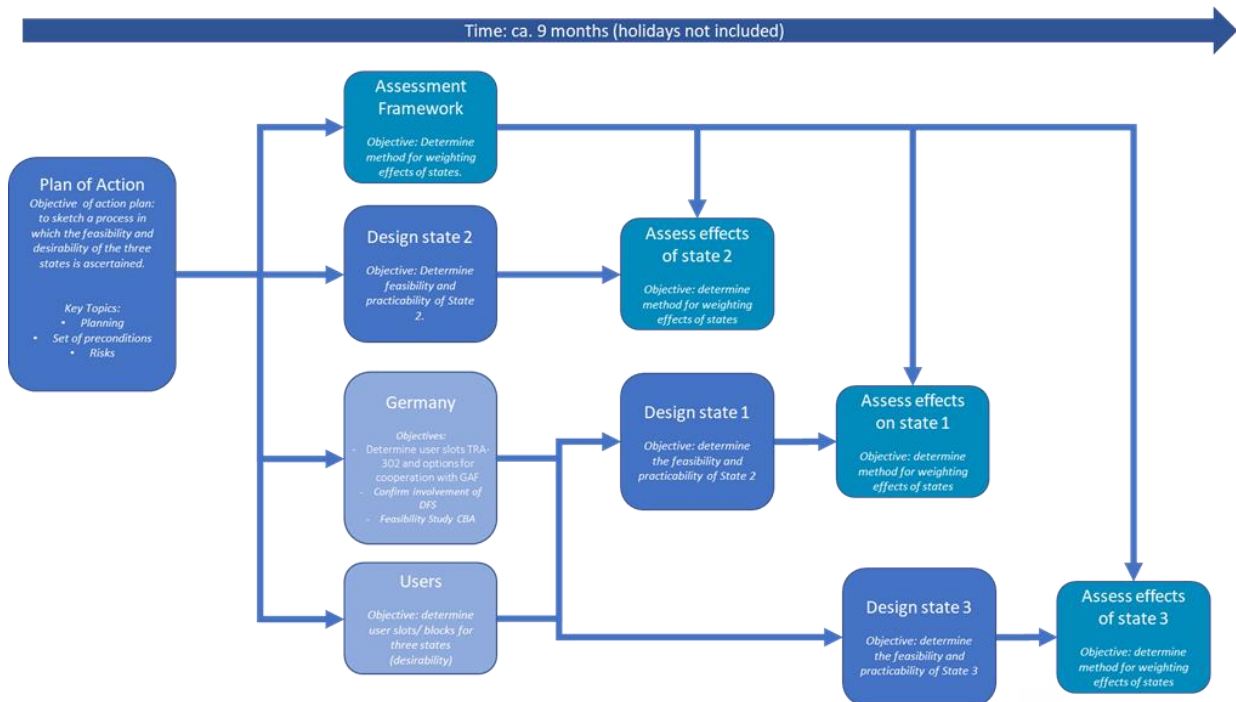 Time: ca. 9 months (holidays not included)
Assessment
Framework
Objective: Determine
method for weighting
effects of states.
Plan of Action
Objective of action plan:
to sketch a process in
which the feasibility and
desirability of the three
states is ascertained.
Key Topics:
• Planning
• Set of preconditions
• Risks
Design state 2
Objective: Determine
feasibility and
practicability of State
2.
Assess effects
of state 2
Objective: determine
method for weighting
effects of states
Germany
Objectives:
- Determine user slots TRA-
302 and options for
cooperation with GAF
- Confirm involvement of
DFS
- Feasibility Study CBA
Design state 1
Objective: determine
the feasibility and
practicability of State 2
Assess effects
on state 1
Objective: determine
method for weighting
effects of states
Users
Objective: determine
user slots/ blocks for
three states
(desirability)
Design state 3
Objective: determine
the feasibility and
practicability of State 3
Assess effects
of state 3
Objective: determine
method for weighting
effects of states